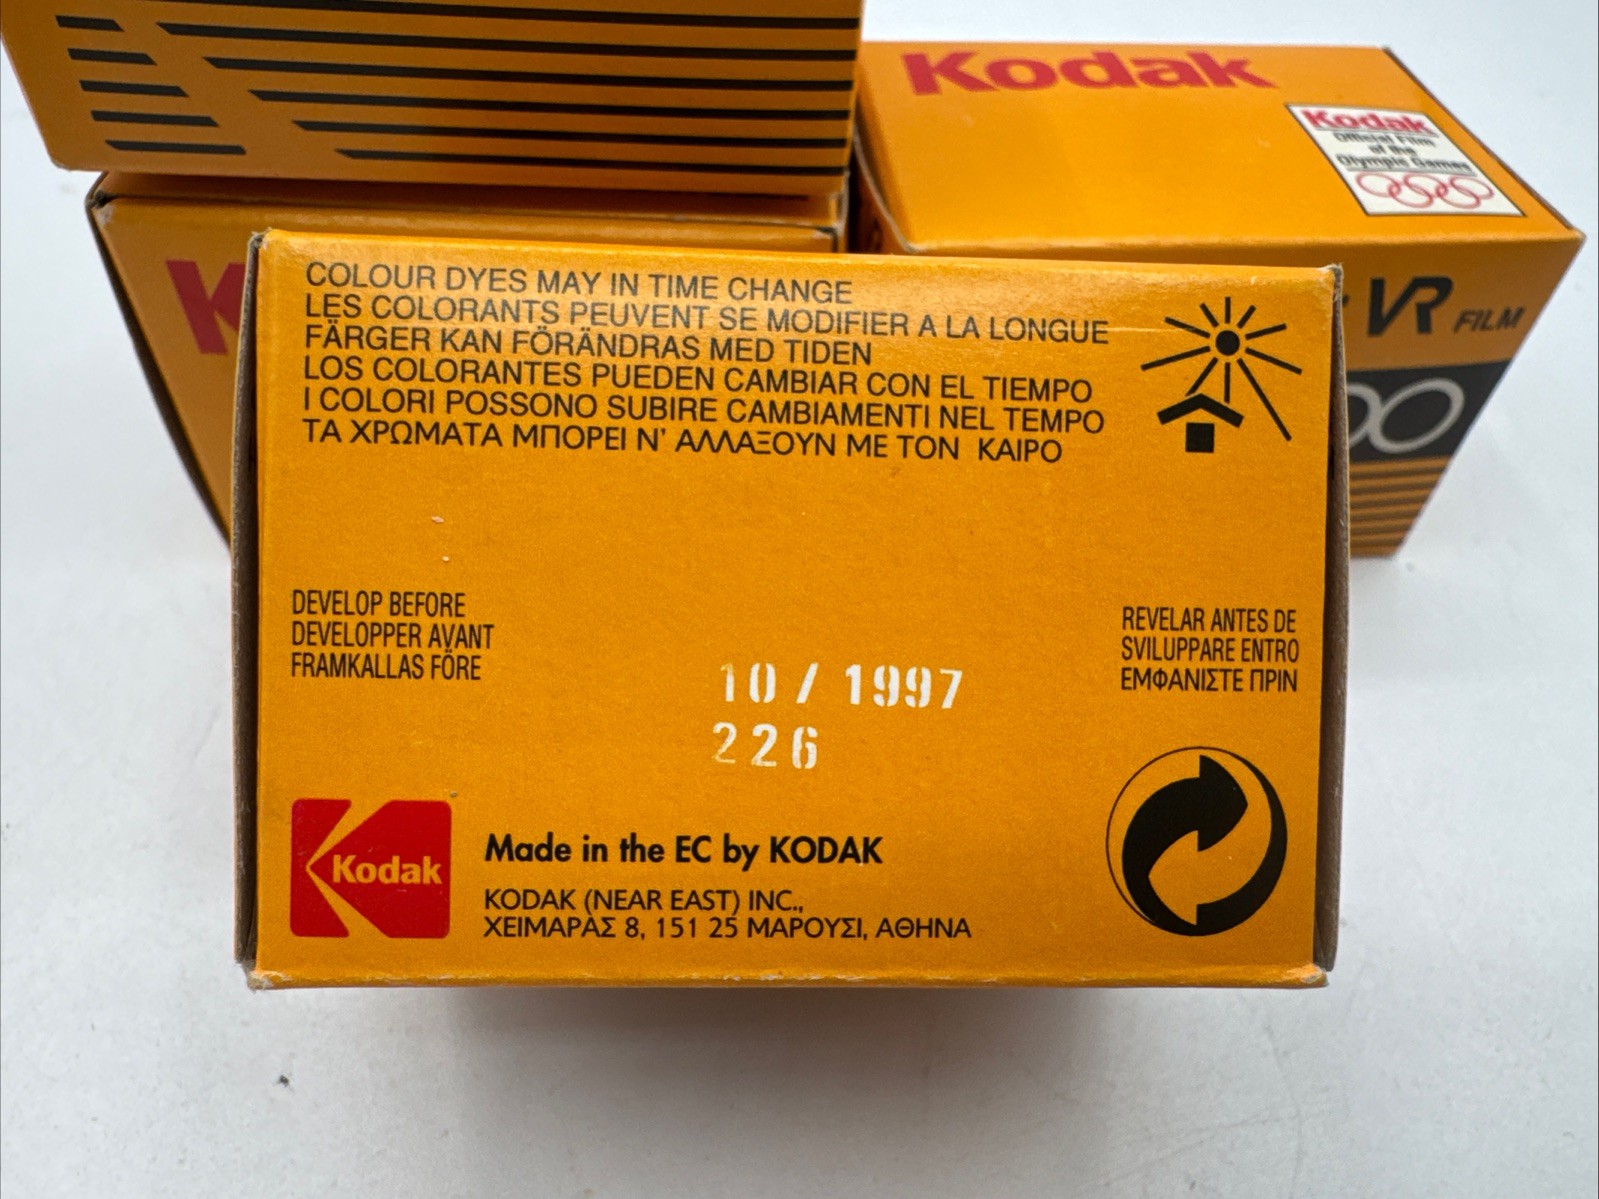 Kodak
Kodak
Official Film
of the
Olympic Games
VR FILM
COLOUR DYES MAY IN TIME CHANGE
LES COLORANTS PEUVENT SE MODIFIER A LA LONGUE
FÄRGER KAN FÖRÄNDRAS MED TIDEN
LOS COLORANTES PUEDEN CAMBIAR CON EL TIEMPO
I COLORI POSSONO SUBIRE CAMBIAMENTI NEL TEMPO
ΤΑ ΧΡΩΜΑΤΑ ΜΠΟΡΕΙ Ν' ΑΛΛΑΞΟΥΝ ΜΕ ΤΟΝ ΚΑΙΡΟ
DEVELOP BEFORE
DEVELOPPER AVANT
FRAMKALLAS FÖRE
REVELAR ANTES DE
SVILUPPARE ENTRO
ΕΜΦΑΝΙΣΤΕ ΠΡΙΝ
10 / 1997
226
Kodak
Made in the EC by KODAK
KODAK (NEAR EAST) INC.,
ΧΕΙΜΑΡΑΣ 8, 151 25 ΜΑΡΟΥΣΙ, ΑΘΗΝΑ